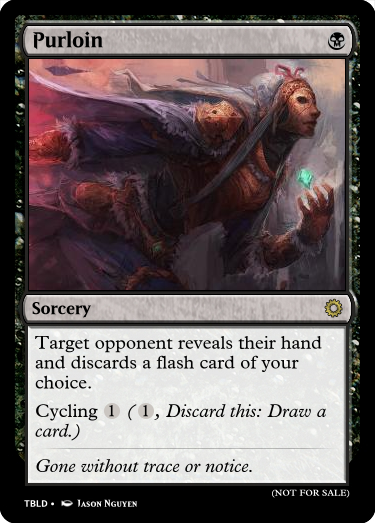 Purloin
Sorcery
Target opponent reveals their hand
and discards a flash card of your
choice.
Cycling 1 ( 1, Discard this: Draw a
card.)
Gone without trace or notice.
(NOT FOR SALE)
TBLD • Jason Nguyen